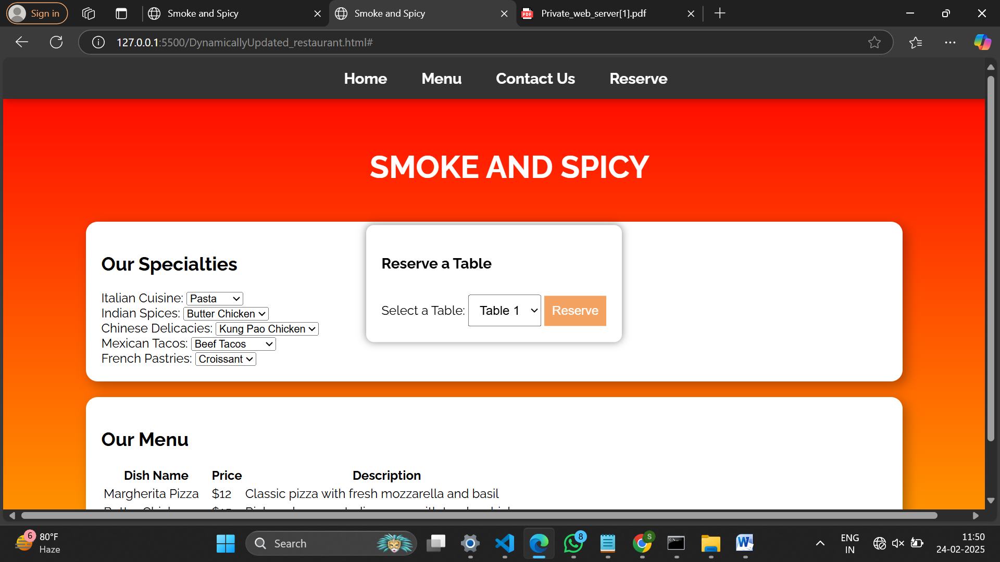 Sign in
Smoke and Spicy
Smoke and Spicy
PDF
Private_web_server[1].pdf
127.0.0.1:5500/DynamicallyUpdated_restaurant.html#
Home Menu Contact Us Reserve
SMOKE AND SPICY
Our Specialties
Italian Cuisine: Pasta
Indian Spices: Butter Chicken
Chinese Delicacies: Kung Pao Chicken
Mexican Tacos: Beef Tacos
French Pastries: Croissant
Reserve a Table
Select a Table: Table 1 Reserve
Our Menu
Dish Name Price Description
Margherita Pizza $12 Classic pizza with fresh mozzarella and basil
6
80°F
Haze
Search
8
S
W
ENG
IN
11:50
24-02-2025